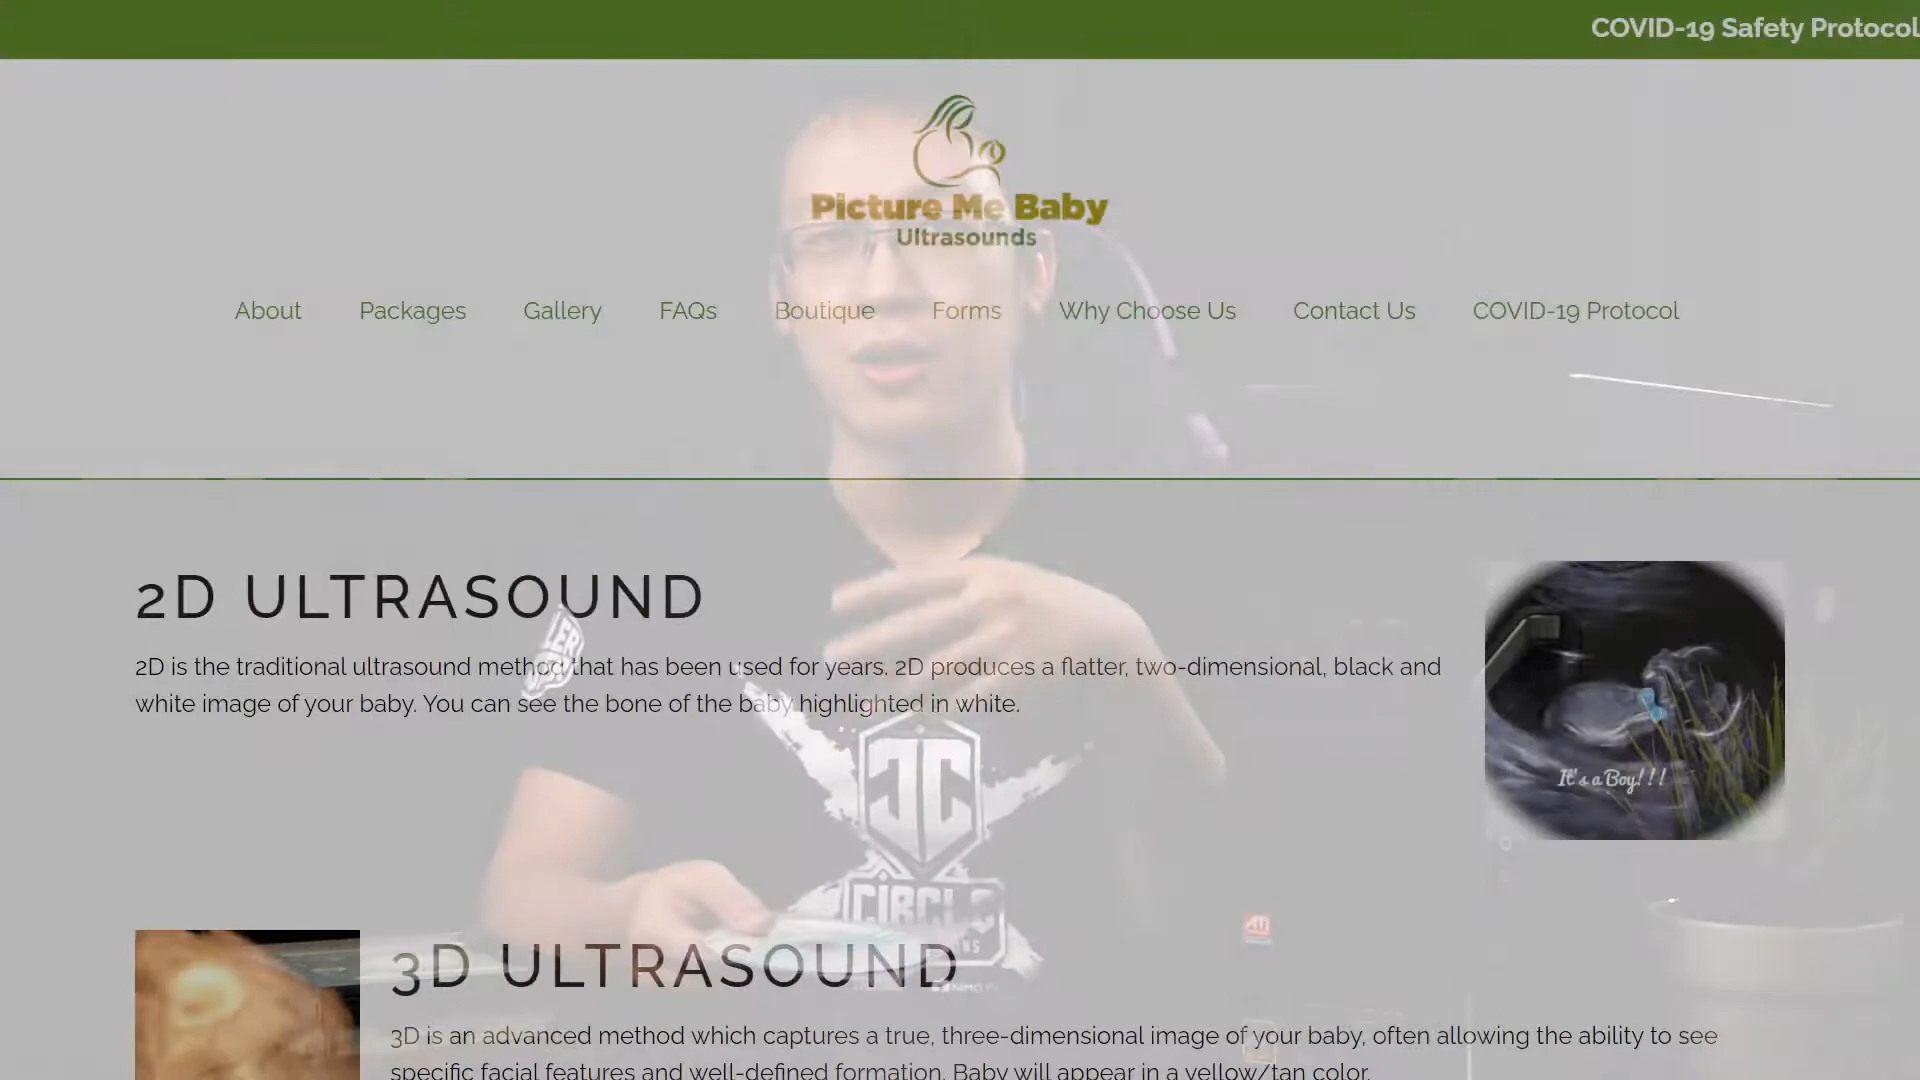 COVID-19 Safety Protocol
Picture Me Baby
Ultrasounds
About Packages Gallery FAQs Boutique Forms Why Choose Us Contact Us COVID-19 Protocol
2D ULTRASOUND
2D is the traditional ultrasound method that has been used for years. 2D produces a flatter, two-dimensional, black and
white image of your baby. You can see the bone of the baby highlighted in white.
It's a Boy!!!
JC
CiRCLE
ATI
3D ULTRASOUND
3D is an advanced method which captures a true, three-dimensional image of your baby, often allowing the ability to see
specific facial features and well-defined formation. Baby will appear in a yellow/tan color.